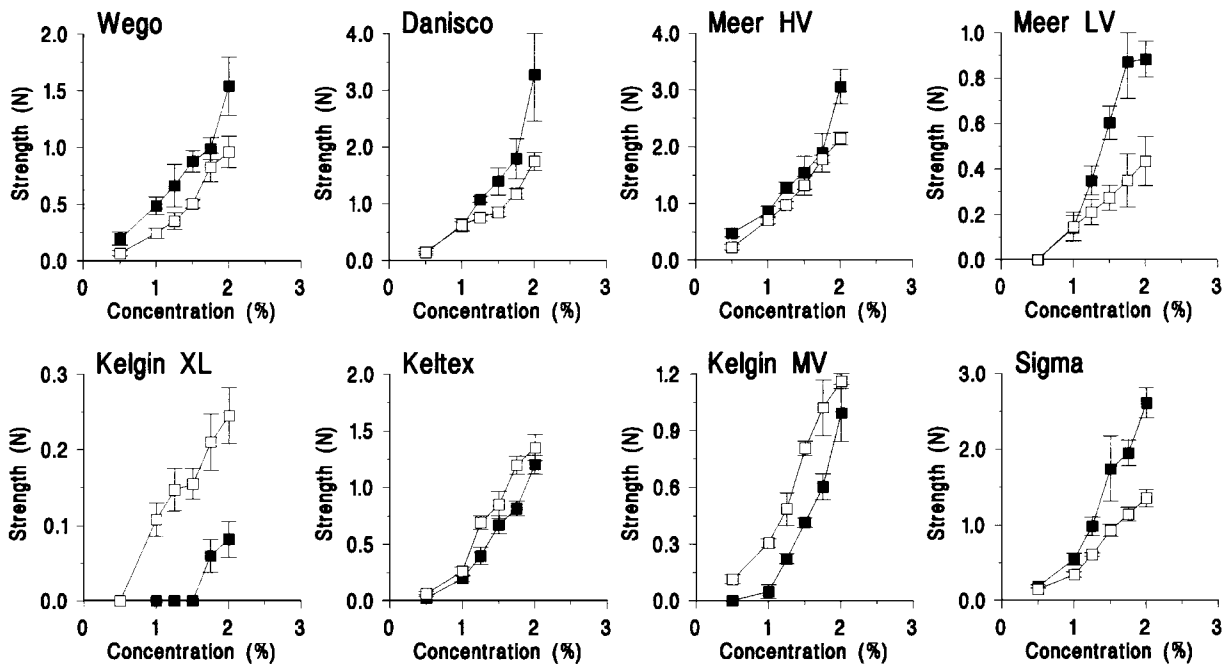 Wego
Danisco
Meer HV
Meer LV
Strength (N)
2.0
1.5
1.0
0.5
0.0
0 1 2 3
Concentration (%)
Strength (N)
4.0
3.0
2.0
1.0
0.0
0 1 2 3
Concentration (%)
Strength (N)
4.0
3.0
2.0
1.0
0.0
0 1 2 3
Concentration (%)
Strength (N)
1.0
0.8
0.6
0.4
0.2
0.0
0 1 2 3
Concentration (%)
Kelgin XL
Keltex
Kelgin MV
Sigma
Strength (N)
0.3
0.2
0.1
0.0
0 1 2 3
Concentration (%)
Strength (N)
2.0
1.5
1.0
0.5
0.0
0 1 2 3
Concentration (%)
Strength (N)
1.2
0.9
0.6
0.3
0.0
0 1 2 3
Concentration (%)
Strength (N)
3.0
2.0
1.0
0.0
0 1 2 3
Concentration (%)